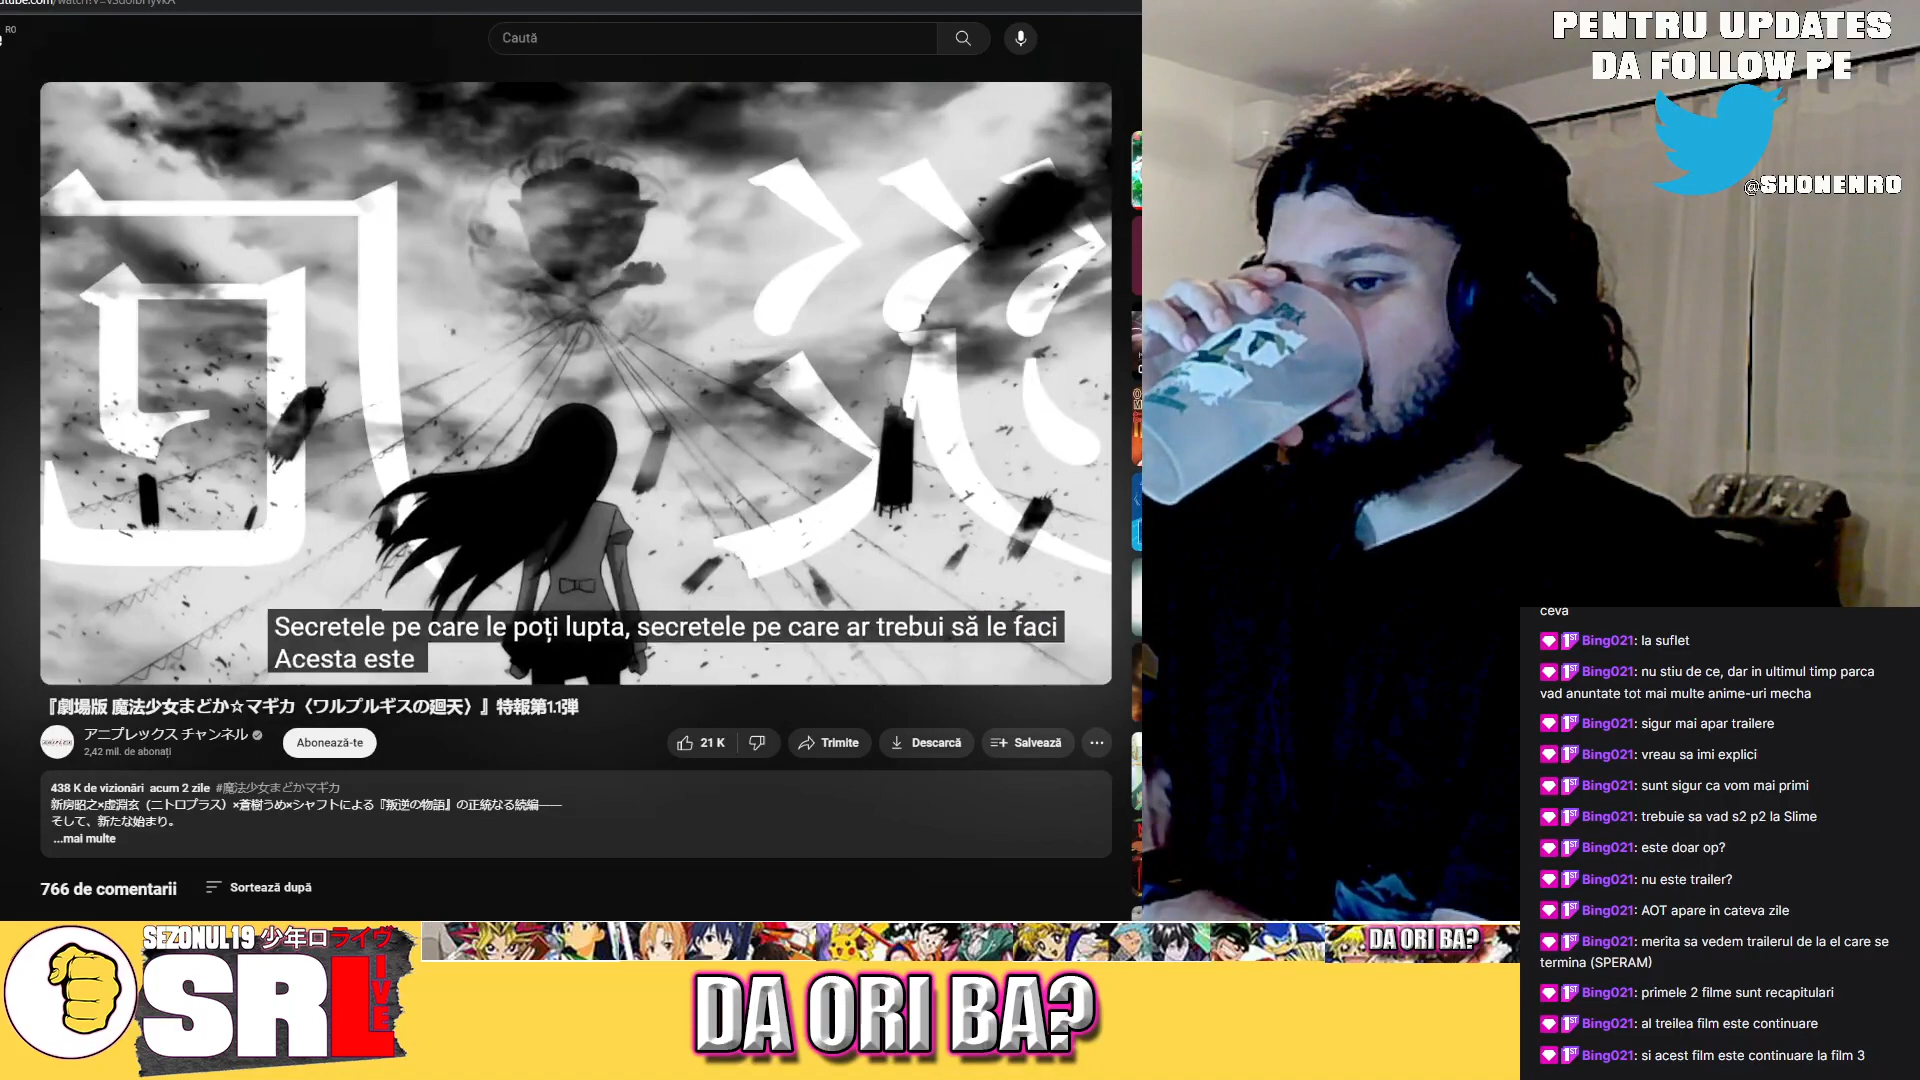 RO
Caută
PENTRU UPDATES
DA FOLLOW PE
@SHONENRO
Secretele pe care le poți lupta, secretele pe care ar trebui să le faci
Acesta este
『劇場版 魔法少女まどか☆マギカ〈ワルプルギスの廻天〉』特報第1.1弾
アニプレックス チャンネル
2,42 mil. de abonați
Abonează-te
21 K
Trimite
Descarcă
Salvează
438 K de vizionări acum 2 zile #魔法少女まどかマギカ
新房昭之×虚淵玄（ニトロプラス）×蒼樹うめ×シャフトによる『叛逆の物語』の正統なる続編――
そして、新たな始まり。
...mai multe
766 de comentarii
Sortează după
ceva
Bing021: la suflet
Bing021: nu stiu de ce, dar in ultimul timp parca
vad anuntate tot mai multe anime-uri mecha
Bing021: sigur mai apar trailere
Bing021: vreau sa imi explici
Bing021: sunt sigur ca vom mai primi
Bing021: trebuie sa vad s2 p2 la Slime
Bing021: este doar op?
Bing021: nu este trailer?
Bing021: AOT apare in cateva zile
Bing021: merita sa vedem trailerul de la el care se
termina (SPERAM)
Bing021: primele 2 filme sunt recapitulari
Bing021: al treilea film este continuare
Bing021: si acest film este continuare la film 3
SEZONUL 19 少年ロライヴ
SRL
LIVE
DA ORI BA?
DA ORI BA?